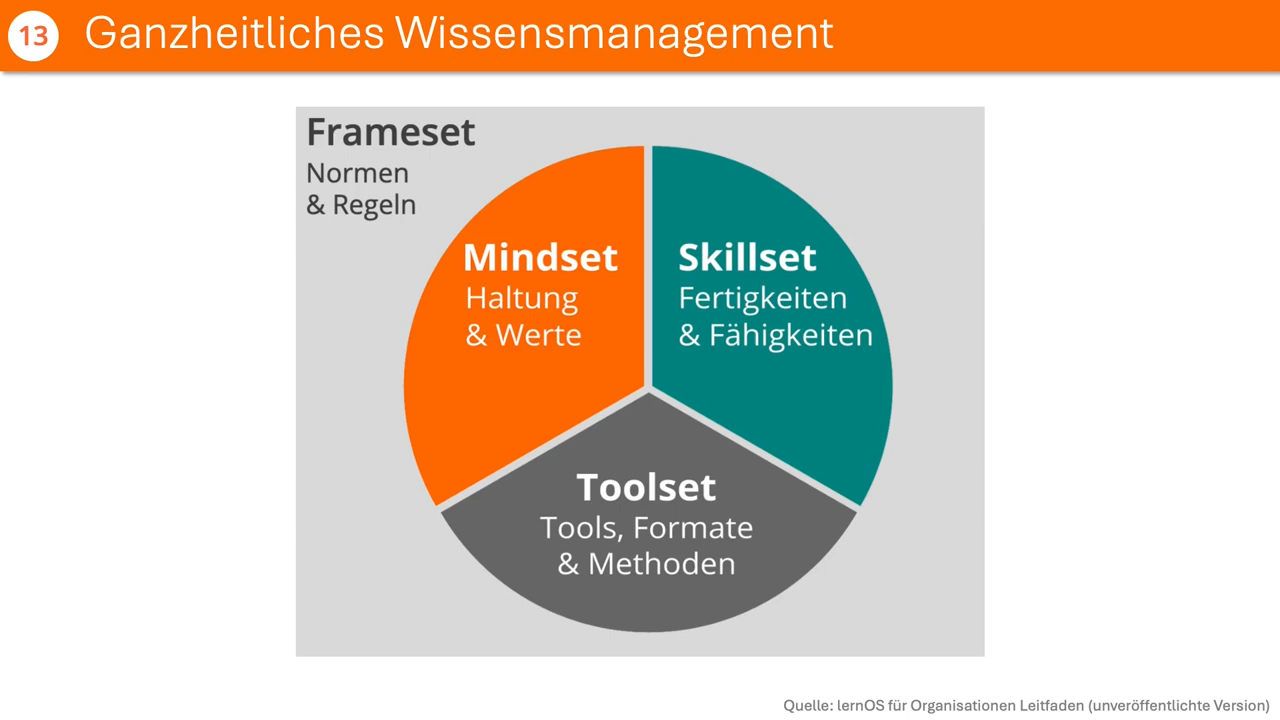 13
Ganzheitliches Wissensmanagement
Frameset
Normen
& Regeln
Mindset
Haltung
& Werte
Skillset
Fertigkeiten
& Fähigkeiten
Toolset
Tools, Formate
& Methoden
Quelle: lernOS für Organisationen Leitfaden (unveröffentlichte Version)